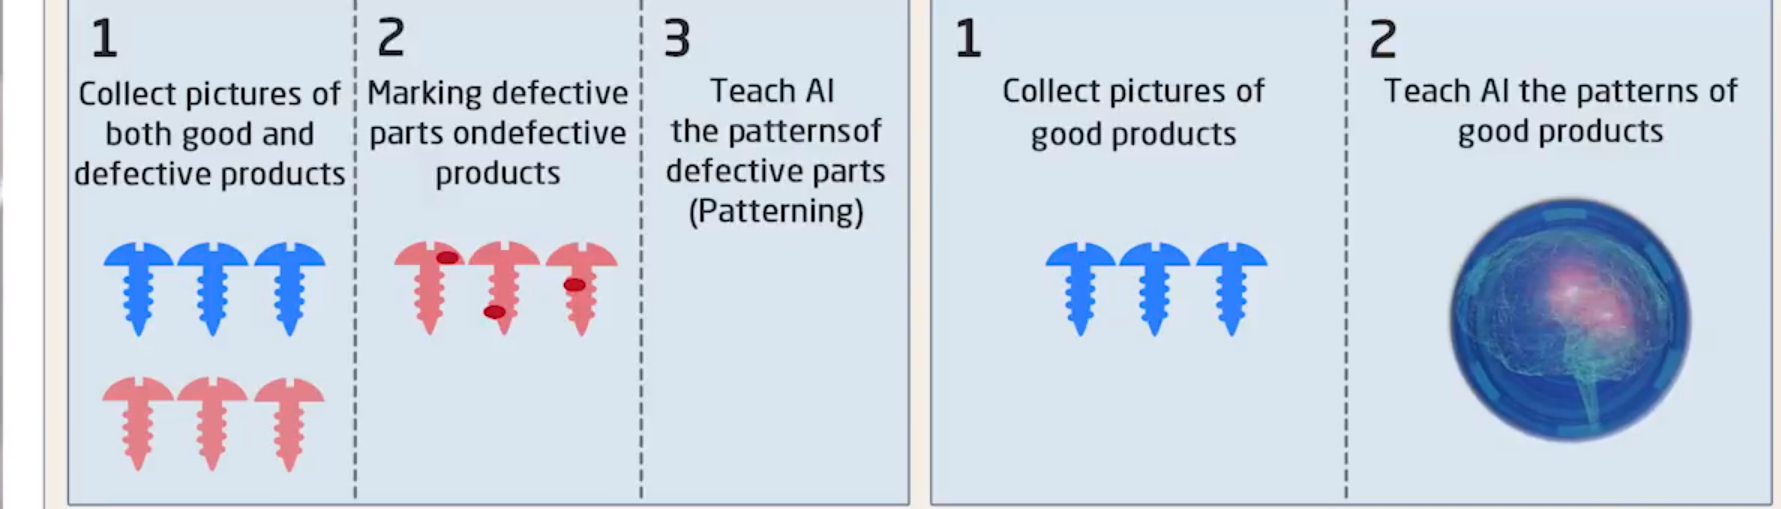 1
Collect pictures of
both good and
defective products
2
Marking defective
parts ondefective
products
3
Teach AI
the patternsof
defective parts
(Patterning)
1
Collect pictures of
good products
2
Teach AI the patterns of
good products